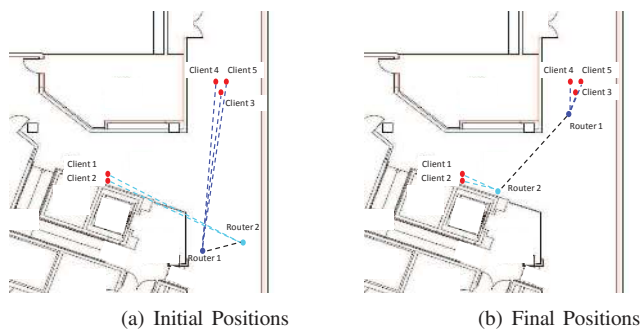 Client 4 Client 5
Client 3
Client 1
Client 2
Router 2
Router 1
(a) Initial Positions
Client 4 Client 5
Client 3
Router 1
Client 1
Client 2
Router 2
(b) Final Positions